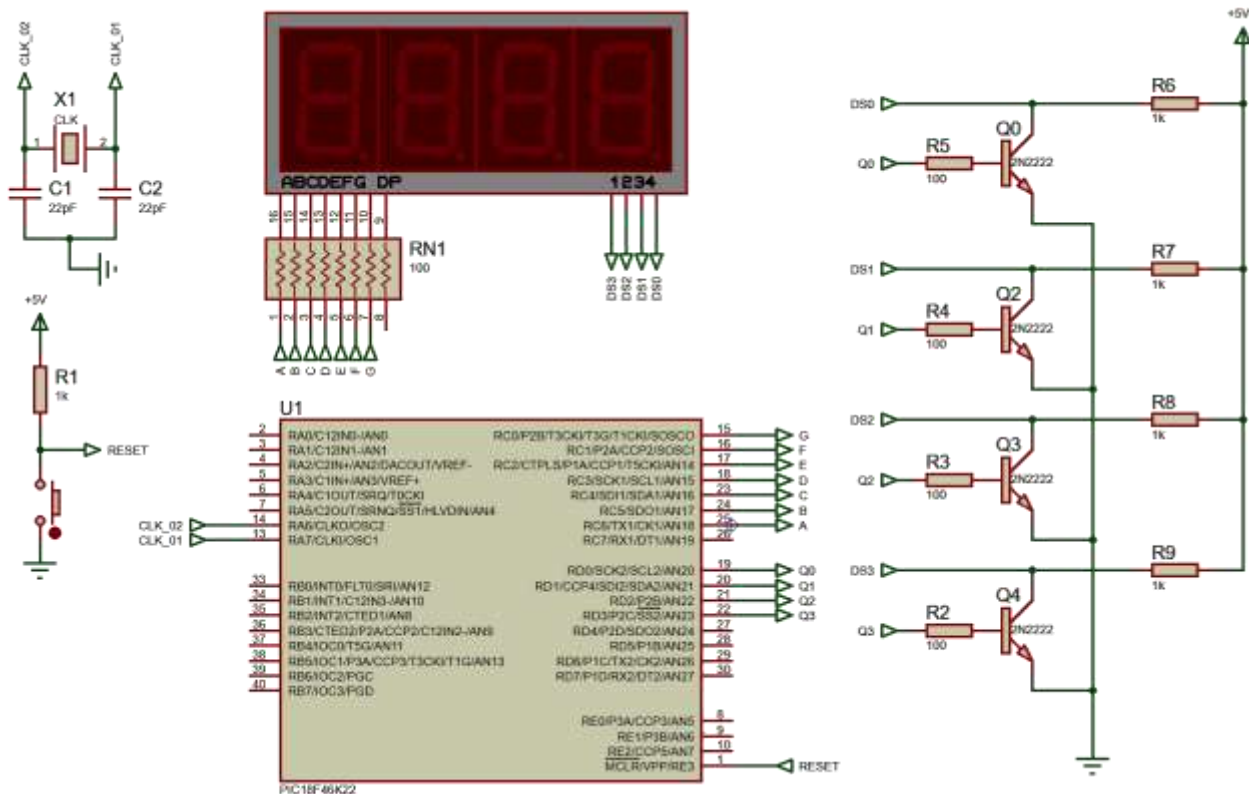 CLK_02
CLK_01
X1
CLK
1
2
C1
22pF
C2
22pF
ABCDEFG DP
1234
16
15
14
13
12
11
10
9
RN1
100
1
2
3
4
5
6
7
8
A
B
C
D
E
F
G
DS3
DS2
DS1
DS0
+5V
R1
1k
RESET
U1
2 RA0/C12IN0-/AN0
3 RA1/C12IN1-/AN1
4 RA2/C2IN+/AN2/DACOUT/VREF-
5 RA3/C1IN+/AN3/VREF+
6 RA4/C1OUT/SRQ/T0CKI
7 RA5/C2OUT/SRNQ/SS1/HLVDIN/AN4
CLK_02 14 RA6/CLKO/OSC2
CLK_01 13 RA7/CLKI/OSC1
33 RB0/INT0/FLT0/SRI/AN12
34 RB1/INT1/C12IN3-/AN10
35 RB2/INT2/CTED1/AN8
36 RB3/CTED2/P2A/CCP2/C12IN2-/AN9
37 RB4/IOC0/T5G/AN11
38 RB5/IOC1/P3A/CCP3/T3CKI/T1G/AN13
39 RB6/IOC2/PGC
40 RB7/IOC3/PGD
RC0/P2B/T3CKI/T3G/T1CKI/SOSCO 15 G
RC1/P2A/CCP2/SOSCI 16 F
RC2/CTPLS/P1A/CCP1/T5CKI/AN14 17 E
RC3/SCK1/SCL1/AN15 18 D
RC4/SDI1/SDA1/AN16 23 C
RC5/SDO1/AN17 24 B
RC6/TX1/CK1/AN18 25 A
RC7/RX1/DT1/AN19 26
RD0/SCK2/SCL2/AN20 19 Q0
RD1/CCP4/SDI2/SDA2/AN21 20 Q1
RD2/P2B/AN22 21 Q2
RD3/P2C/SS2/AN23 22 Q3
RD4/P2D/SDO2/AN24 27
RD5/P1B/AN25 28
RD6/P1C/TX2/CK2/AN26 29
RD7/P1D/RX2/DT2/AN27 30
RE0/P3A/CCP3/AN5 8
RE1/P3B/AN6 9
RE2/CCP5/AN7 10
MCLR/VPP/RE3 1 RESET
PIC18F46K22
+5V
DS0
R6
1k
Q0
R5
100
Q0
2N2222
DS1
R7
1k
Q1
R4
100
Q2
2N2222
DS2
R8
1k
Q2
R3
100
Q3
2N2222
DS3
R9
1k
Q3
R2
100
Q4
2N2222